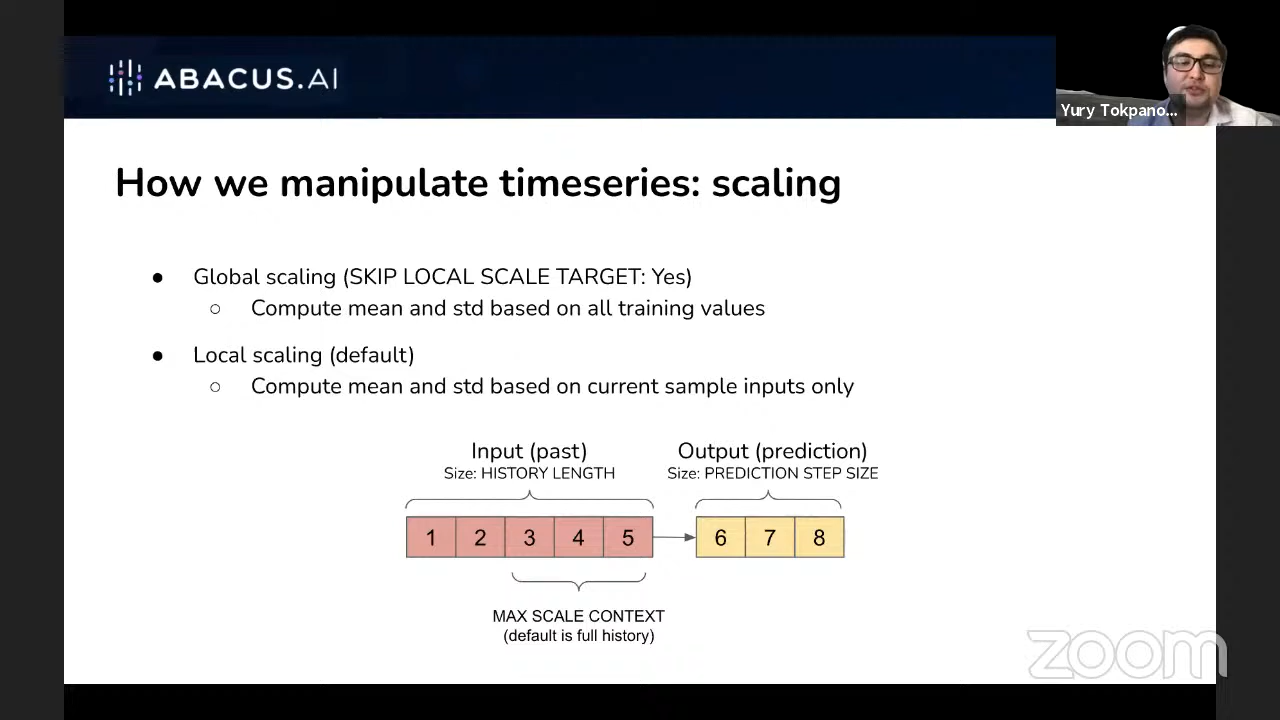 ABACUS.AI
Yury Tokpano...
How we manipulate timeseries: scaling
● Global scaling (SKIP LOCAL SCALE TARGET: Yes)
○ Compute mean and std based on all training values
● Local scaling (default)
○ Compute mean and std based on current sample inputs only
Input (past)
Size: HISTORY LENGTH
Output (prediction)
Size: PREDICTION STEP SIZE
1 2 3 4 5 6 7 8
MAX SCALE CONTEXT
(default is full history)
zoom